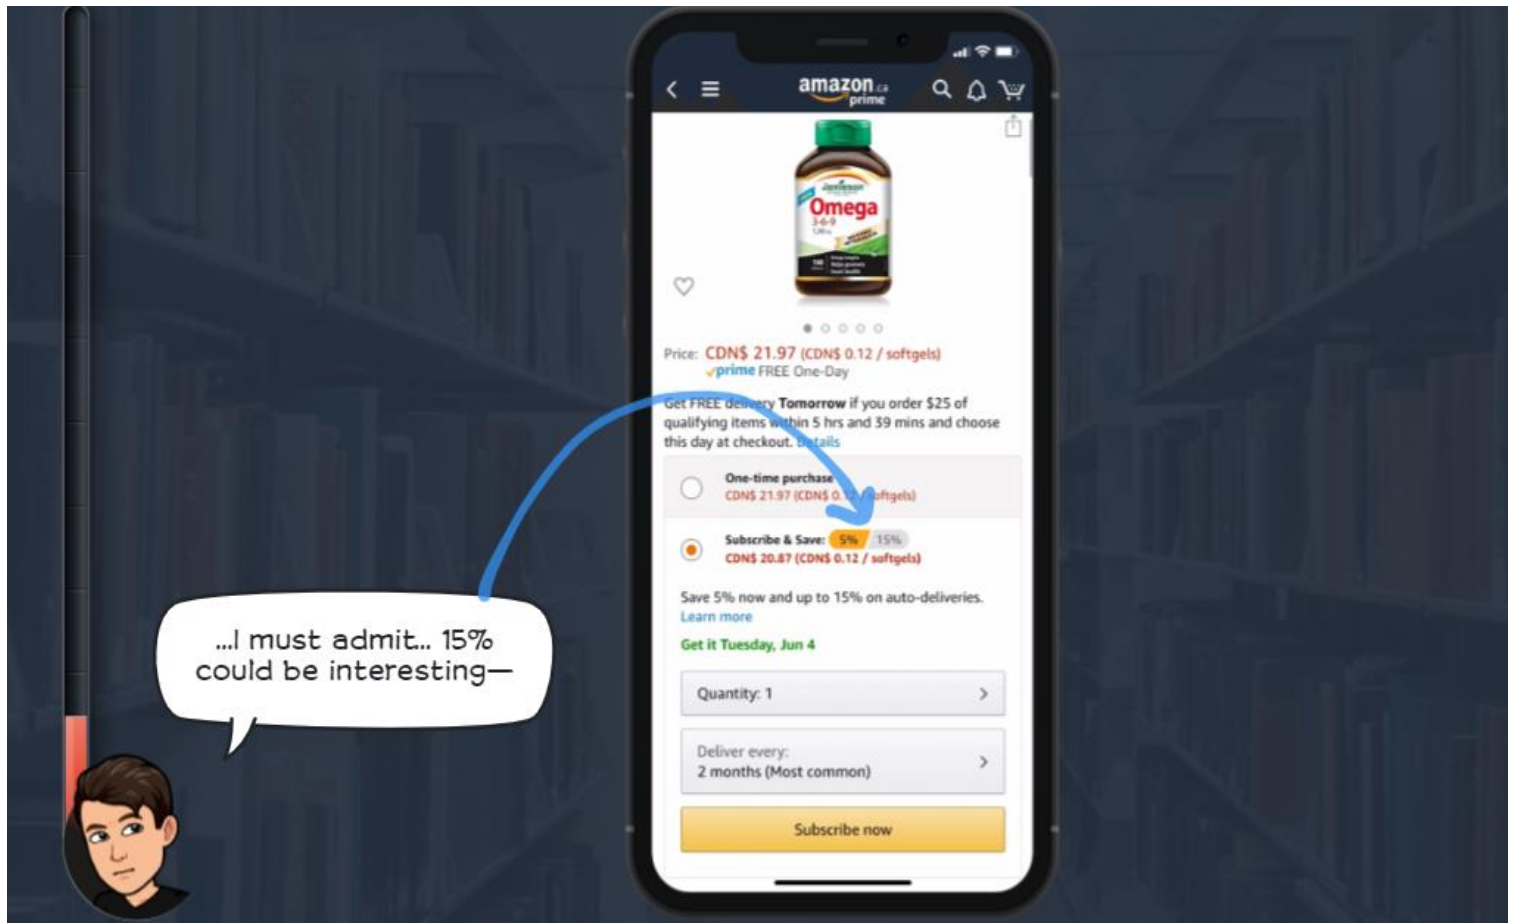 amazon.ca
prime
Jamieson
Omega
3-6-9
Price: CDN$ 21.97 (CDN$ 0.12 / softgels)
prime FREE One-Day
Get FREE delivery Tomorrow if you order $25 of
qualifying items within 5 hrs and 39 mins and choose
this day at checkout. Details
One-time purchase
CDN$ 21.97 (CDN$ 0.12 / softgels)
Subscribe & Save: 5% 15%
CDN$ 20.87 (CDN$ 0.12 / softgels)
Save 5% now and up to 15% on auto-deliveries.
Learn more
Get it Tuesday, Jun 4
...I must admit... 15%
could be interesting—
Quantity: 1
Deliver every:
2 months (Most common)
Subscribe now